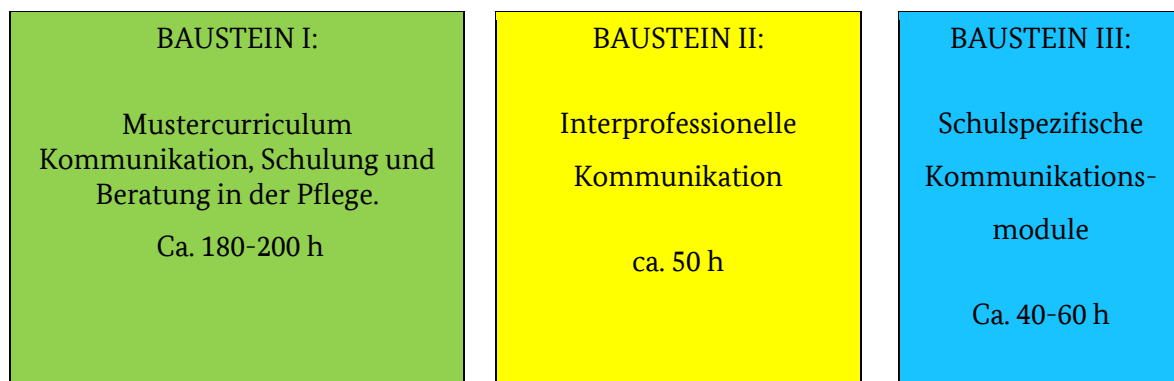 BAUSTEIN I:
Mustercurriculum
Kommunikation, Schulung und
Beratung in der Pflege.
Ca. 180-200 h
BAUSTEIN II:
Interprofessionelle
Kommunikation
ca. 50 h
BAUSTEIN III:
Schulspezifische
Kommunikations-
module
Ca. 40-60 h